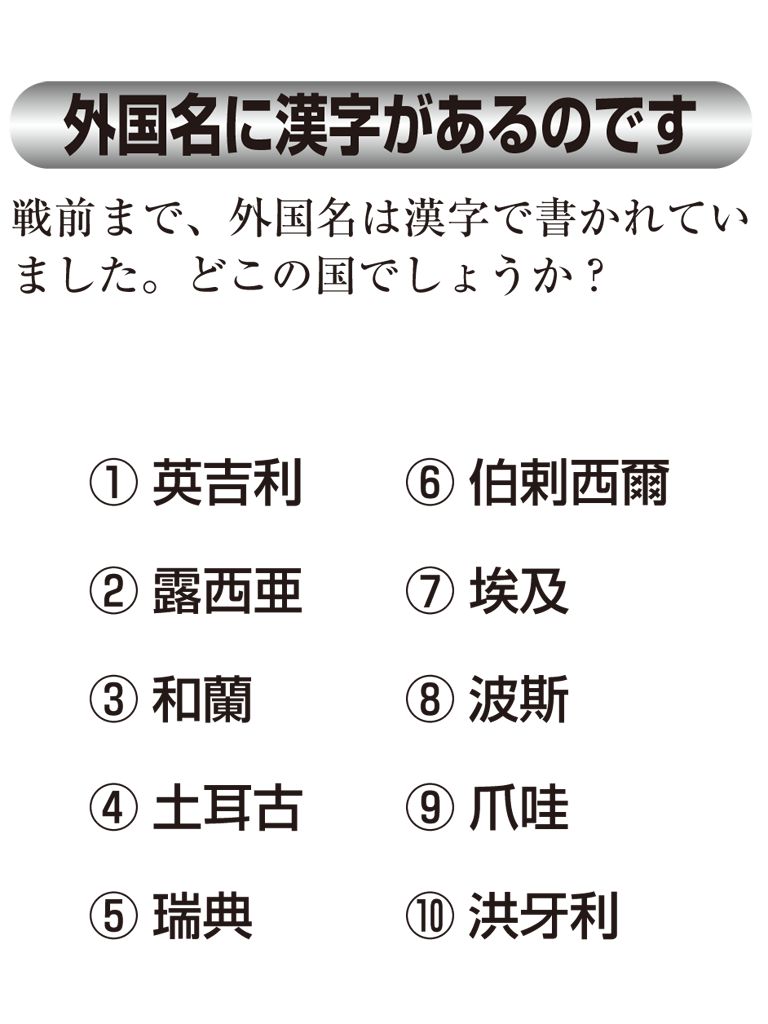 外国名に漢字があるのです
戦前まで、外国名は漢字で書かれてい
ました。どこの国でしょうか？
① 英吉利
② 露西亜
③ 和蘭
④ 土耳古
⑤ 瑞典
⑥ 伯剌西爾
⑦ 埃及
⑧ 波斯
⑨ 爪哇
⑩ 洪牙利